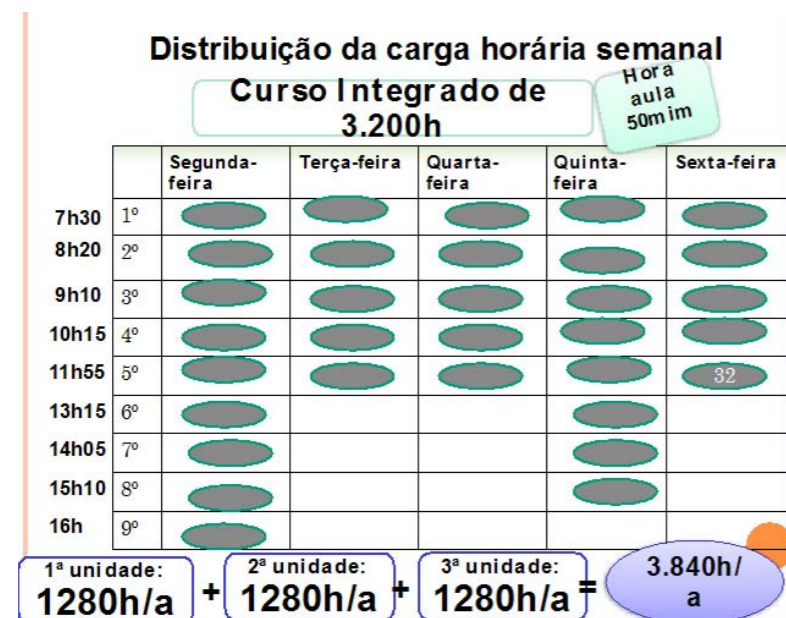 Distribuição da carga horária semanal
Curso Integrado de
3.200h
Hora
aula
50mim
Segunda-feira Terça-feira Quarta-feira Quinta-feira Sexta-feira
7h30 1º
8h20 2º
9h10 3º
10h15 4º
11h55 5º 32
13h15 6º
14h05 7º
15h10 8º
16h 9º
1ª unidade: 2ª unidade: 3ª unidade: 3.840h/
1280h/a + 1280h/a + 1280h/a = a